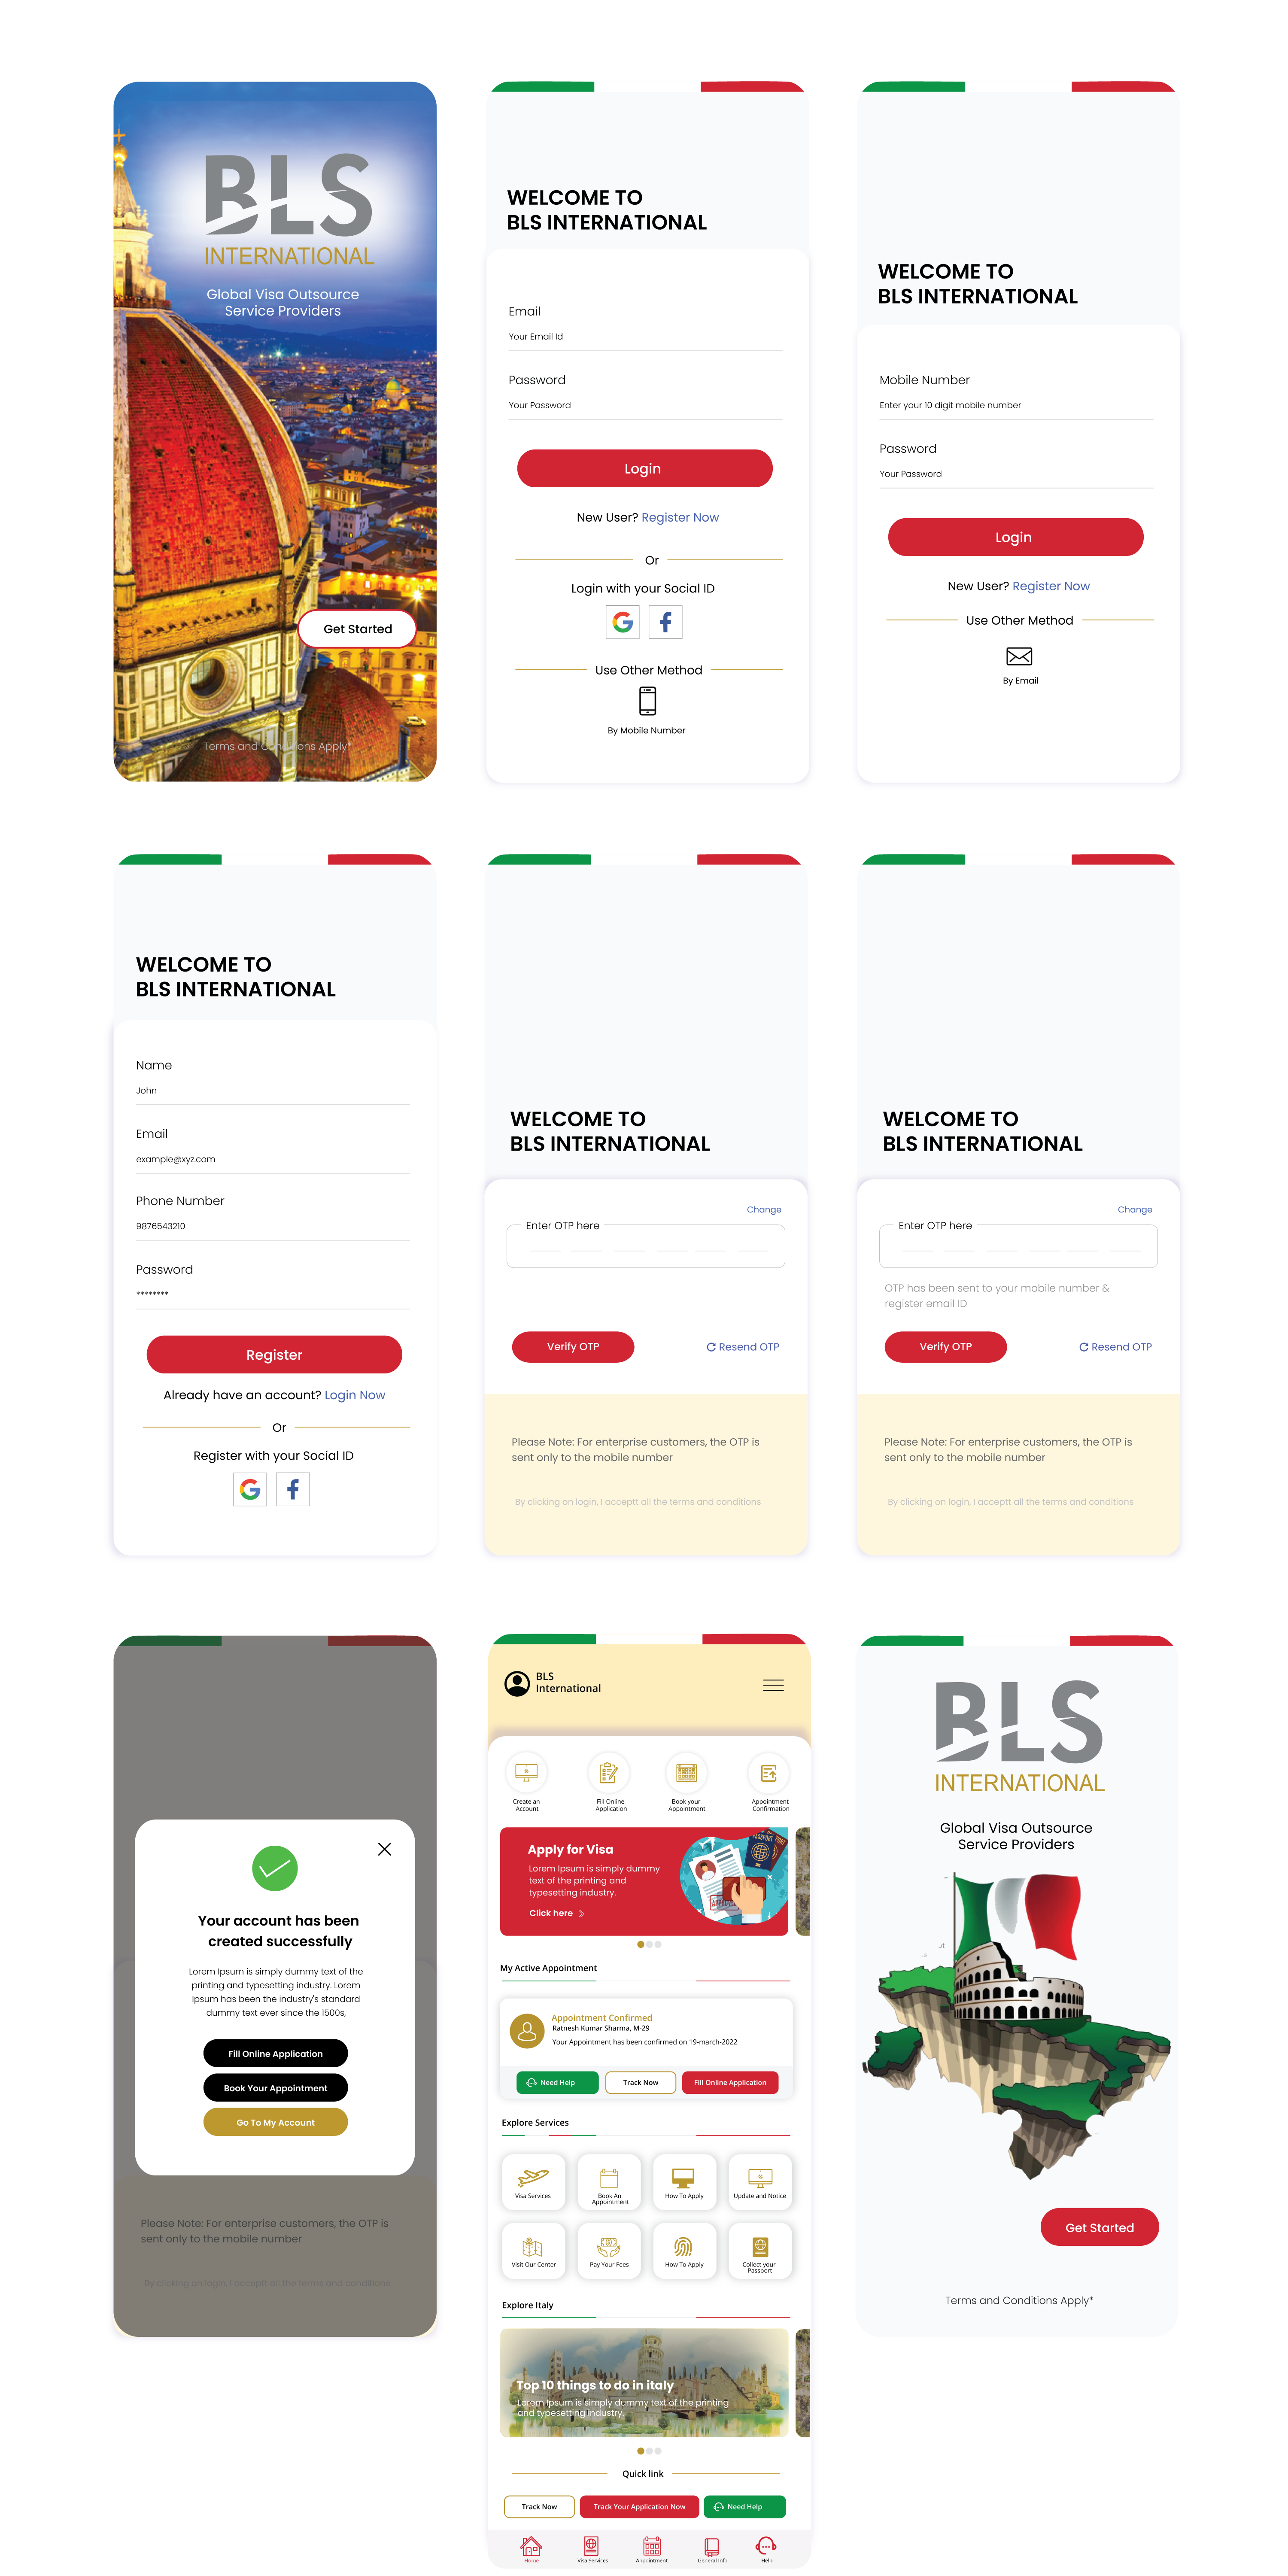 BLS
INTERNATIONAL
Global Visa Outsource
Service Providers
Get Started
Terms and Conditions Apply*
WELCOME TO
BLS INTERNATIONAL
Email
Your Email Id
Password
Your Password
Login
New User? Register Now
Or
Login with your Social ID
Use Other Method
By Mobile Number
WELCOME TO
BLS INTERNATIONAL
Mobile Number
Enter your 10 digit mobile number
Password
Your Password
Login
New User? Register Now
Use Other Method
By Email
WELCOME TO
BLS INTERNATIONAL
Name
John
Email
example@xyz.com
Phone Number
9876543210
Password
********
Register
Already have an account? Login Now
Or
Register with your Social ID
WELCOME TO
BLS INTERNATIONAL
Change
Enter OTP here
Verify OTP
Resend OTP
Please Note: For enterprise customers, the OTP is
sent only to the mobile number
By clicking on login, I acceptt all the terms and conditions
WELCOME TO
BLS INTERNATIONAL
Change
Enter OTP here
OTP has been sent to your mobile number &
register email ID
Verify OTP
Resend OTP
Please Note: For enterprise customers, the OTP is
sent only to the mobile number
By clicking on login, I acceptt all the terms and conditions
Your account has been
created successfully
Lorem Ipsum is simply dummy text of the
printing and typesetting industry. Lorem
Ipsum has been the industry's standard
dummy text ever since the 1500s,
Fill Online Application
Book Your Appointment
Go To My Account
Please Note: For enterprise customers, the OTP is
sent only to the mobile number
By clicking on login, I acceptt all the terms and conditions
BLS
International
Create an
Account
Fill Online
Application
Book your
Appointment
Appointment
Confirmation
Apply for Visa
Lorem Ipsum is simply dummy
text of the printing and
typesetting industry.
Click here
PASSPORT
My Active Appointment
Appointment Confirmed
Ratnesh Kumar Sharma, M-29
Your Appointment has been confirmed on 19-march-2022
Need Help
Track Now
Fill Online Application
Explore Services
Visa Services
Book An
Appointment
How To Apply
Update and Notice
Visit Our Center
Pay Your Fees
How To Apply
Collect your
Passport
Explore Italy
Top 10 things to do in italy
Lorem Ipsum is simply dummy text of the printing
and typesetting industry.
Quick link
Track Now
Track Your Application Now
Need Help
Home
Visa Services
Appointment
General Info
Help
BLS
INTERNATIONAL
Global Visa Outsource
Service Providers
Get Started
Terms and Conditions Apply*